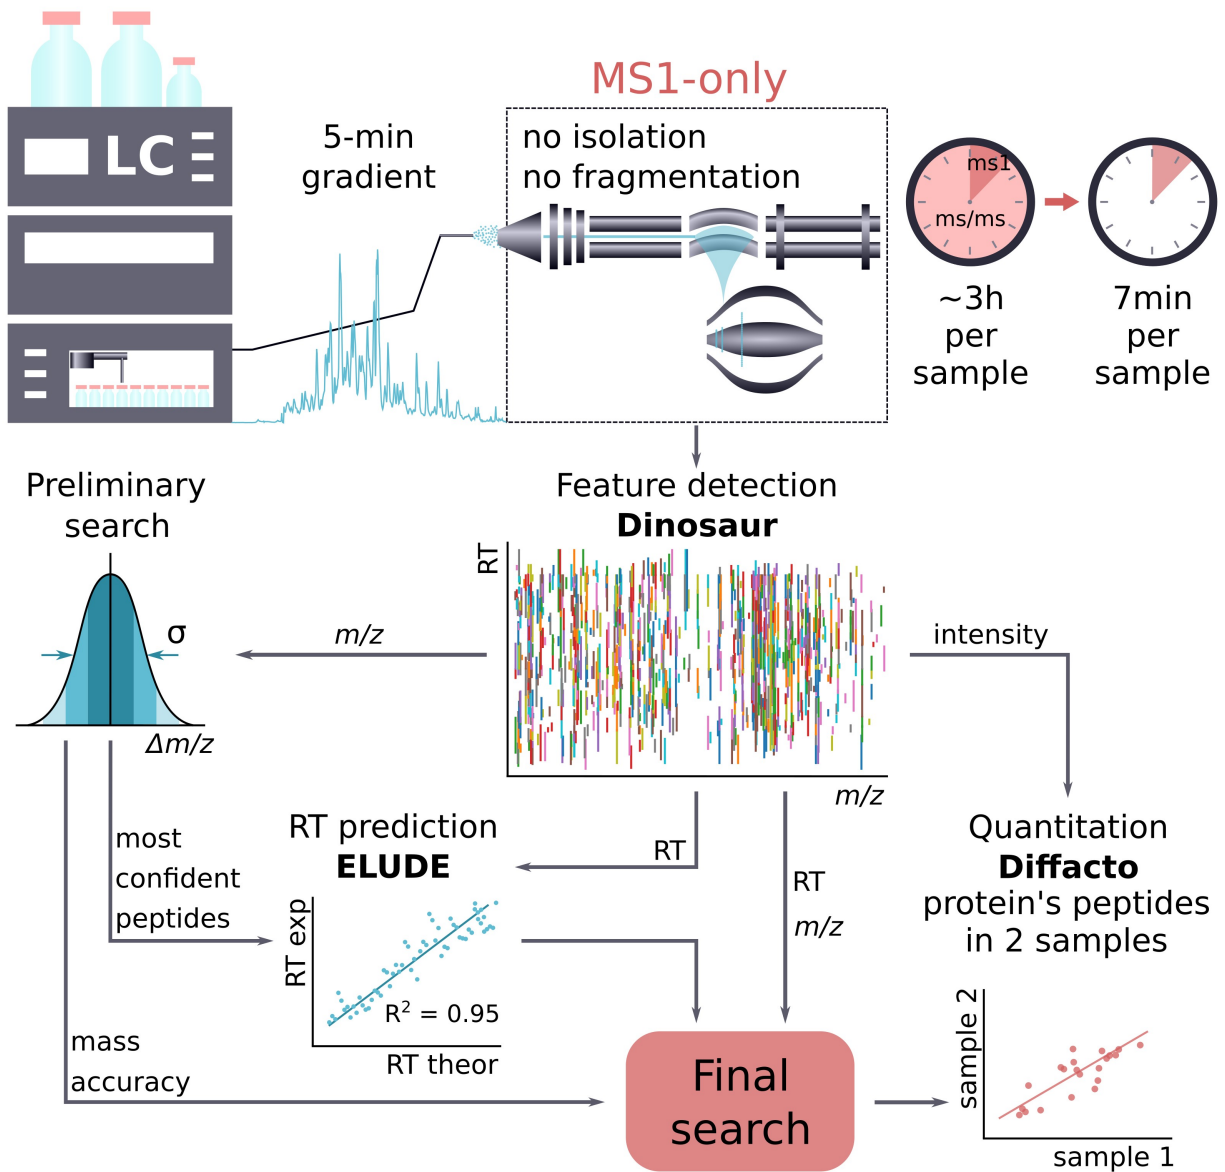 MS1-only
LC
5-min
gradient
no isolation
no fragmentation
ms1
ms/ms
~3h
per
sample
7min
per
sample
Preliminary
search
σ
Δm/z
m/z
Feature detection
Dinosaur
RT
m/z
intensity
most
confident
peptides
mass
accuracy
RT prediction
ELUDE
RT exp
R² = 0.95
RT theor
RT
RT
m/z
Quantitation
Diffacto
protein's peptides
in 2 samples
sample 2
sample 1
Final
search